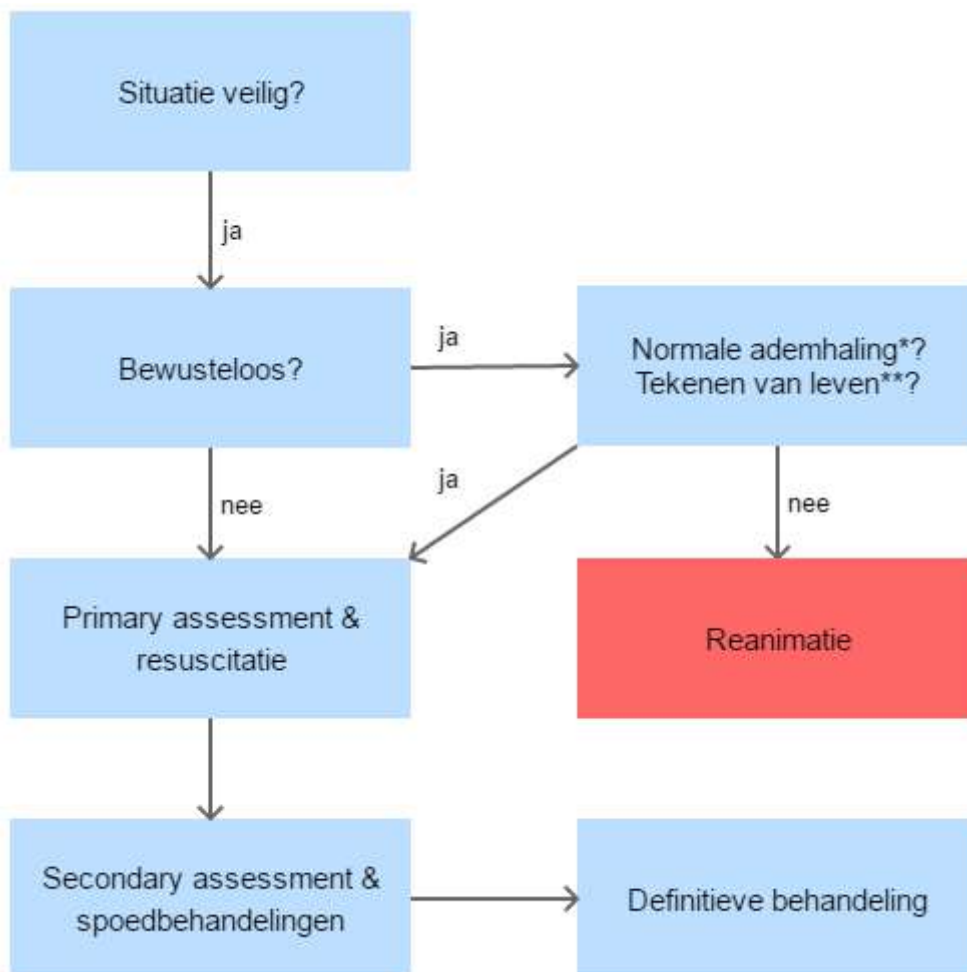 Situatie veilig?
ja
Bewusteloos?
ja
Normale ademhaling*?
Tekenen van leven**?
nee
ja
nee
Primary assessment &
resuscitatie
Reanimatie
Secondary assessment &
spoedbehandelingen
Definitieve behandeling